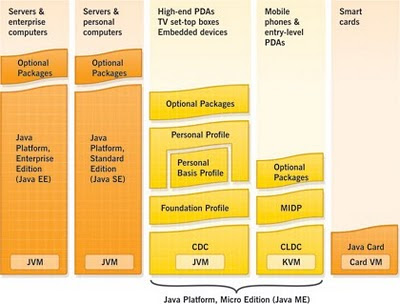 Servers &
enterprise
computers
Optional
Packages
Java
Platform,
Enterprise
Edition
(Java EE)
JVM
Servers &
personal
computers
Optional
Packages
Java
Platform,
Standard
Edition
(Java SE)
JVM
High-end PDAs
TV set-top boxes
Embedded devices
Optional Packages
Personal Profile
Personal
Basis Profile
Foundation Profile
CDC
JVM
Mobile
phones &
entry-level
PDAs
Optional
Packages
MIDP
CLDC
KVM
Smart
cards
Java Card
Card VM
Java Platform, Micro Edition (Java ME)